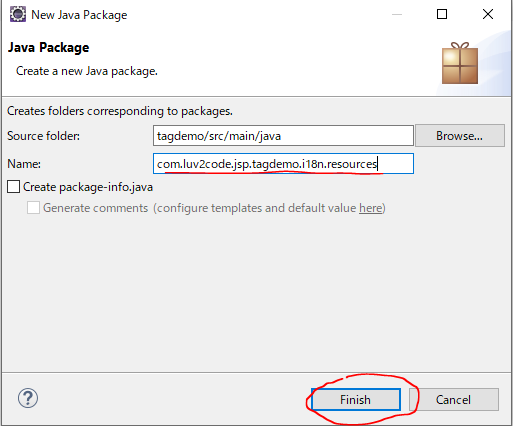 New Java Package
Java Package
Create a new Java package.
Creates folders corresponding to packages.
Source folder: tagdemo/src/main/java Browse...
Name: com.luv2code.jsp.tagdemo.i18n.resources
Create package-info.java
Generate comments (configure templates and default value here)
? Finish Cancel